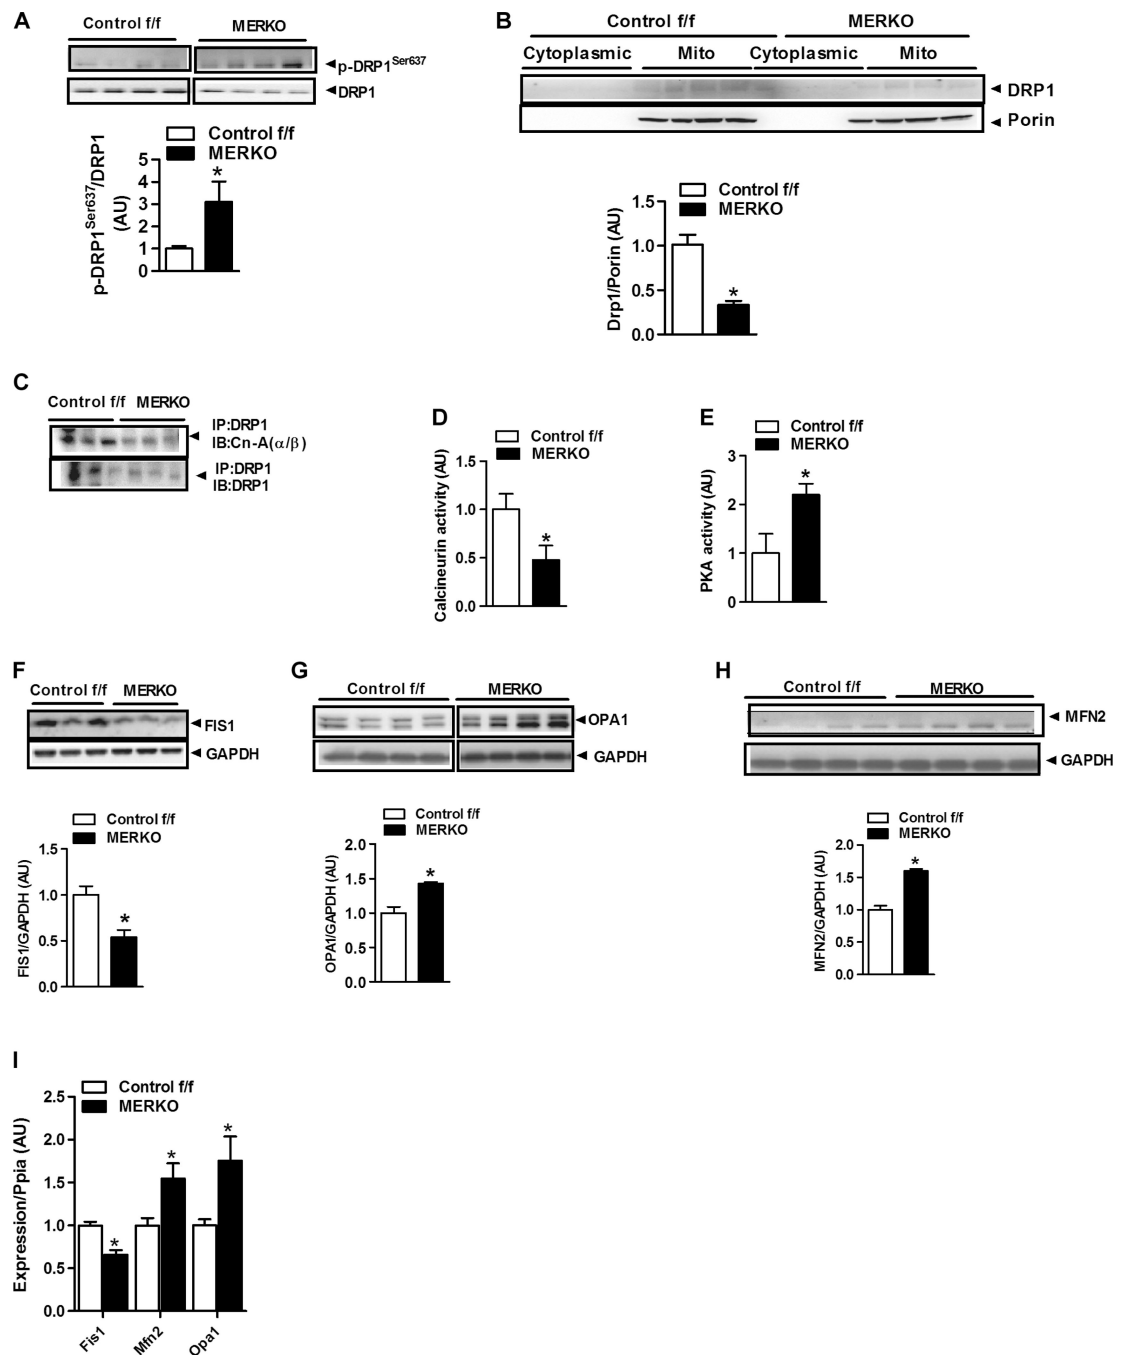 A
Control f/f
MERKO
p-DRP1Ser637
DRP1
Control f/f
MERKO
p-DRP1Ser637/DRP1
(AU)
5
4
3
2
1
0
*
B
Control f/f
MERKO
Cytoplasmic
Mito
Cytoplasmic
Mito
DRP1
Porin
Control f/f
MERKO
Drp1/Porin (AU)
1.5
1.0
0.5
0.0
*
C
Control f/f
MERKO
IP:DRP1
IB:Cn-A(α/β)
IP:DRP1
IB:DRP1
D
Control f/f
MERKO
Calcineurin activity (AU)
1.5
1.0
0.5
0.0
*
E
Control f/f
MERKO
PKA activity (AU)
3
2
1
0
*
F
Control f/f
MERKO
FIS1
GAPDH
Control f/f
MERKO
FIS1/GAPDH (AU)
1.5
1.0
0.5
0.0
*
G
Control f/f
MERKO
OPA1
GAPDH
Control f/f
MERKO
OPA1/GAPDH (AU)
2.0
1.5
1.0
0.5
0.0
*
H
Control f/f
MERKO
MFN2
GAPDH
Control f/f
MERKO
MFN2/GAPDH (AU)
2.0
1.5
1.0
0.5
0.0
*
I
Control f/f
MERKO
Expression/Ppia (AU)
2.5
2.0
1.5
1.0
0.5
0.0
*
*
*
Fis1
Mfn2
Opa1